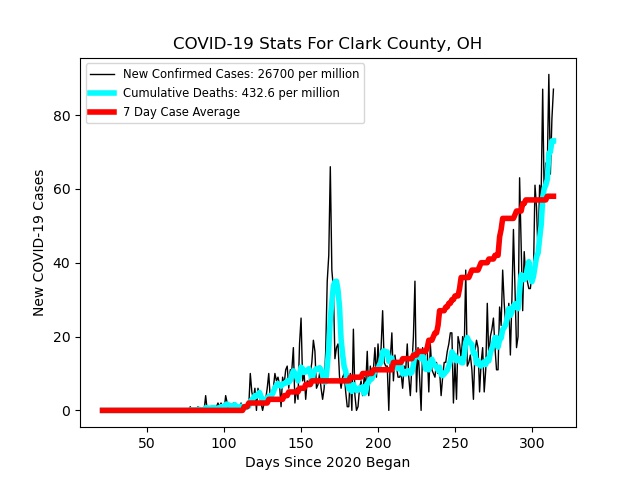 COVID-19 Stats For Clark County, OH
New Confirmed Cases: 26700 per million
Cumulative Deaths: 432.6 per million
7 Day Case Average
New COVID-19 Cases
80
60
40
20
0
50 100 150 200 250 300
Days Since 2020 Began